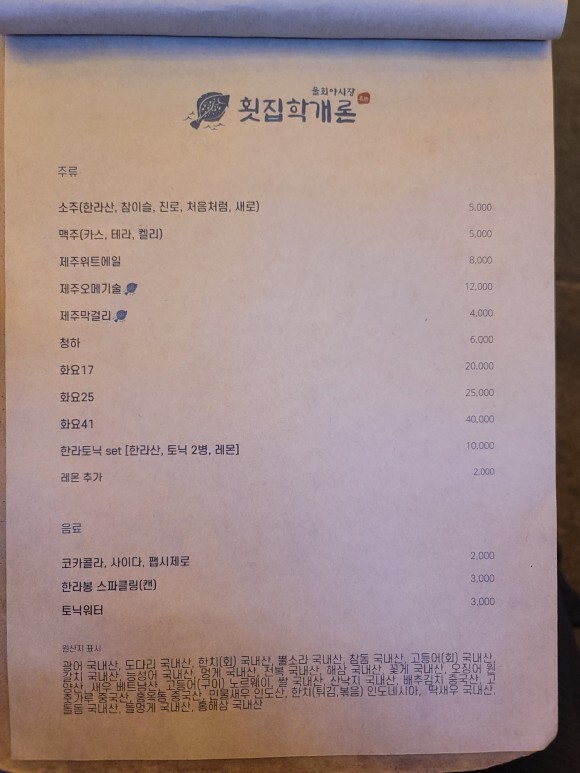 올회아시장
횟집학개론
주류
소주(한라산, 참이슬, 진로, 처음처럼, 새로) 5,000
맥주(카스, 테라, 켈리) 5,000
제주위트에일 8,000
제주오메기술 12,000
제주막걸리 4,000
청하 6,000
화요17 20,000
화요25 25,000
화요41 40,000
한라토닉 set [한라산, 토닉 2병, 레몬] 10,000
레몬 추가 2,000
음료
코카콜라, 사이다, 펩시제로 2,000
한라봉 스파클링(캔) 3,000
토닉워터 3,000
원산지 표시
광어 국내산, 도다리 국내산, 한치(회) 국내산, 뿔소라 국내산, 참돔 국내산, 고등어(회) 국내산,
갈치 국내산, 능성어 국내산, 멍게 국내산, 전복 국내산, 해삼 국내산, 꽃게 국내산, 오징어 원
양산, 새우 베트남산, 고등어(구이) 노르웨이, 쌀 국내산, 산낙지 국내산, 배추김치 중국산, 고
추가루 중국산, 홍옥돔 중국산, 민물새우 인도산, 한치(튀김,볶음) 인도네시아, 딱새우 국내산,
돌돔 국내산, 돌멍게 국내산, 홍해삼 국내산